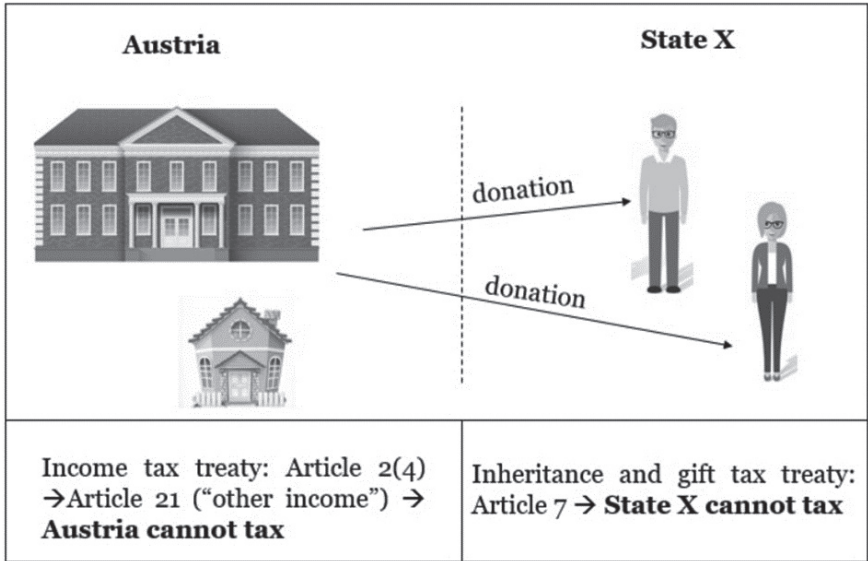 Austria
State X
donation
donation
Income tax treaty: Article 2(4)
→Article 21 (“other income”) →
Austria cannot tax
Inheritance and gift tax treaty:
Article 7 → State X cannot tax